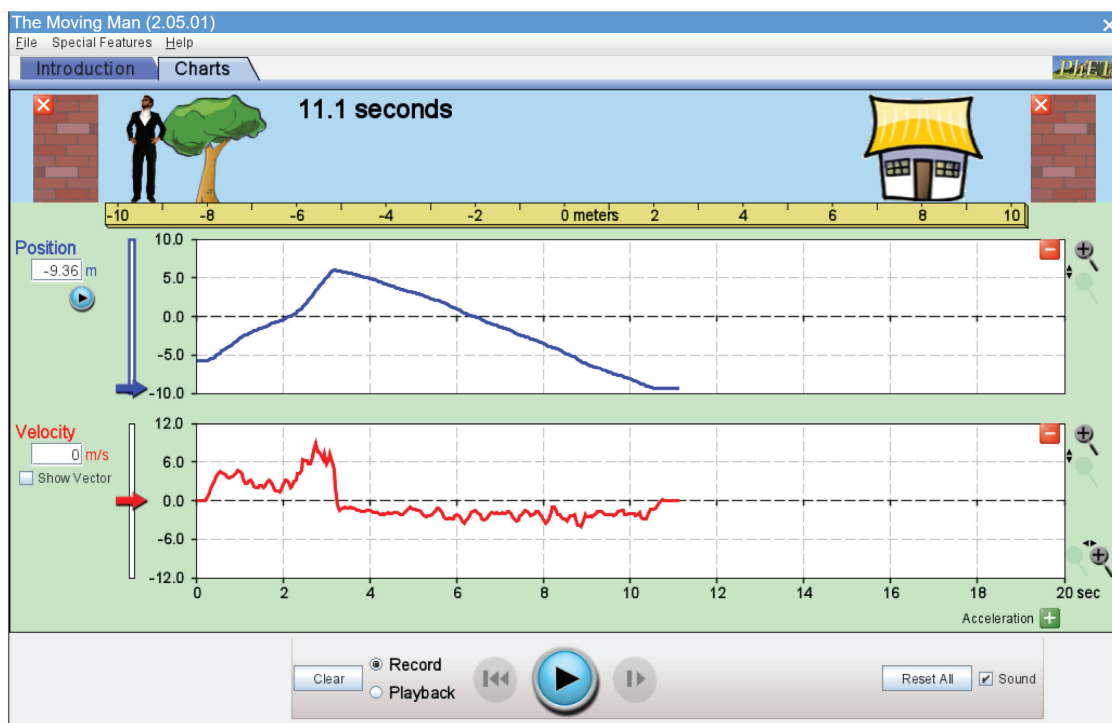 The Moving Man (2.05.01)
File Special Features Help
Introduction Charts PhET
11.1 seconds
-10 -8 -6 -4 -2 0 meters 2 4 6 8 10
Position
-9.36 m
10.0
5.0
0.0
-5.0
-10.0
Velocity
0 m/s
Show Vector
12.0
6.0
0.0
-6.0
-12.0
0 2 4 6 8 10 12 14 16 18 20 sec
Acceleration
Clear
Record
Playback
Reset All
Sound